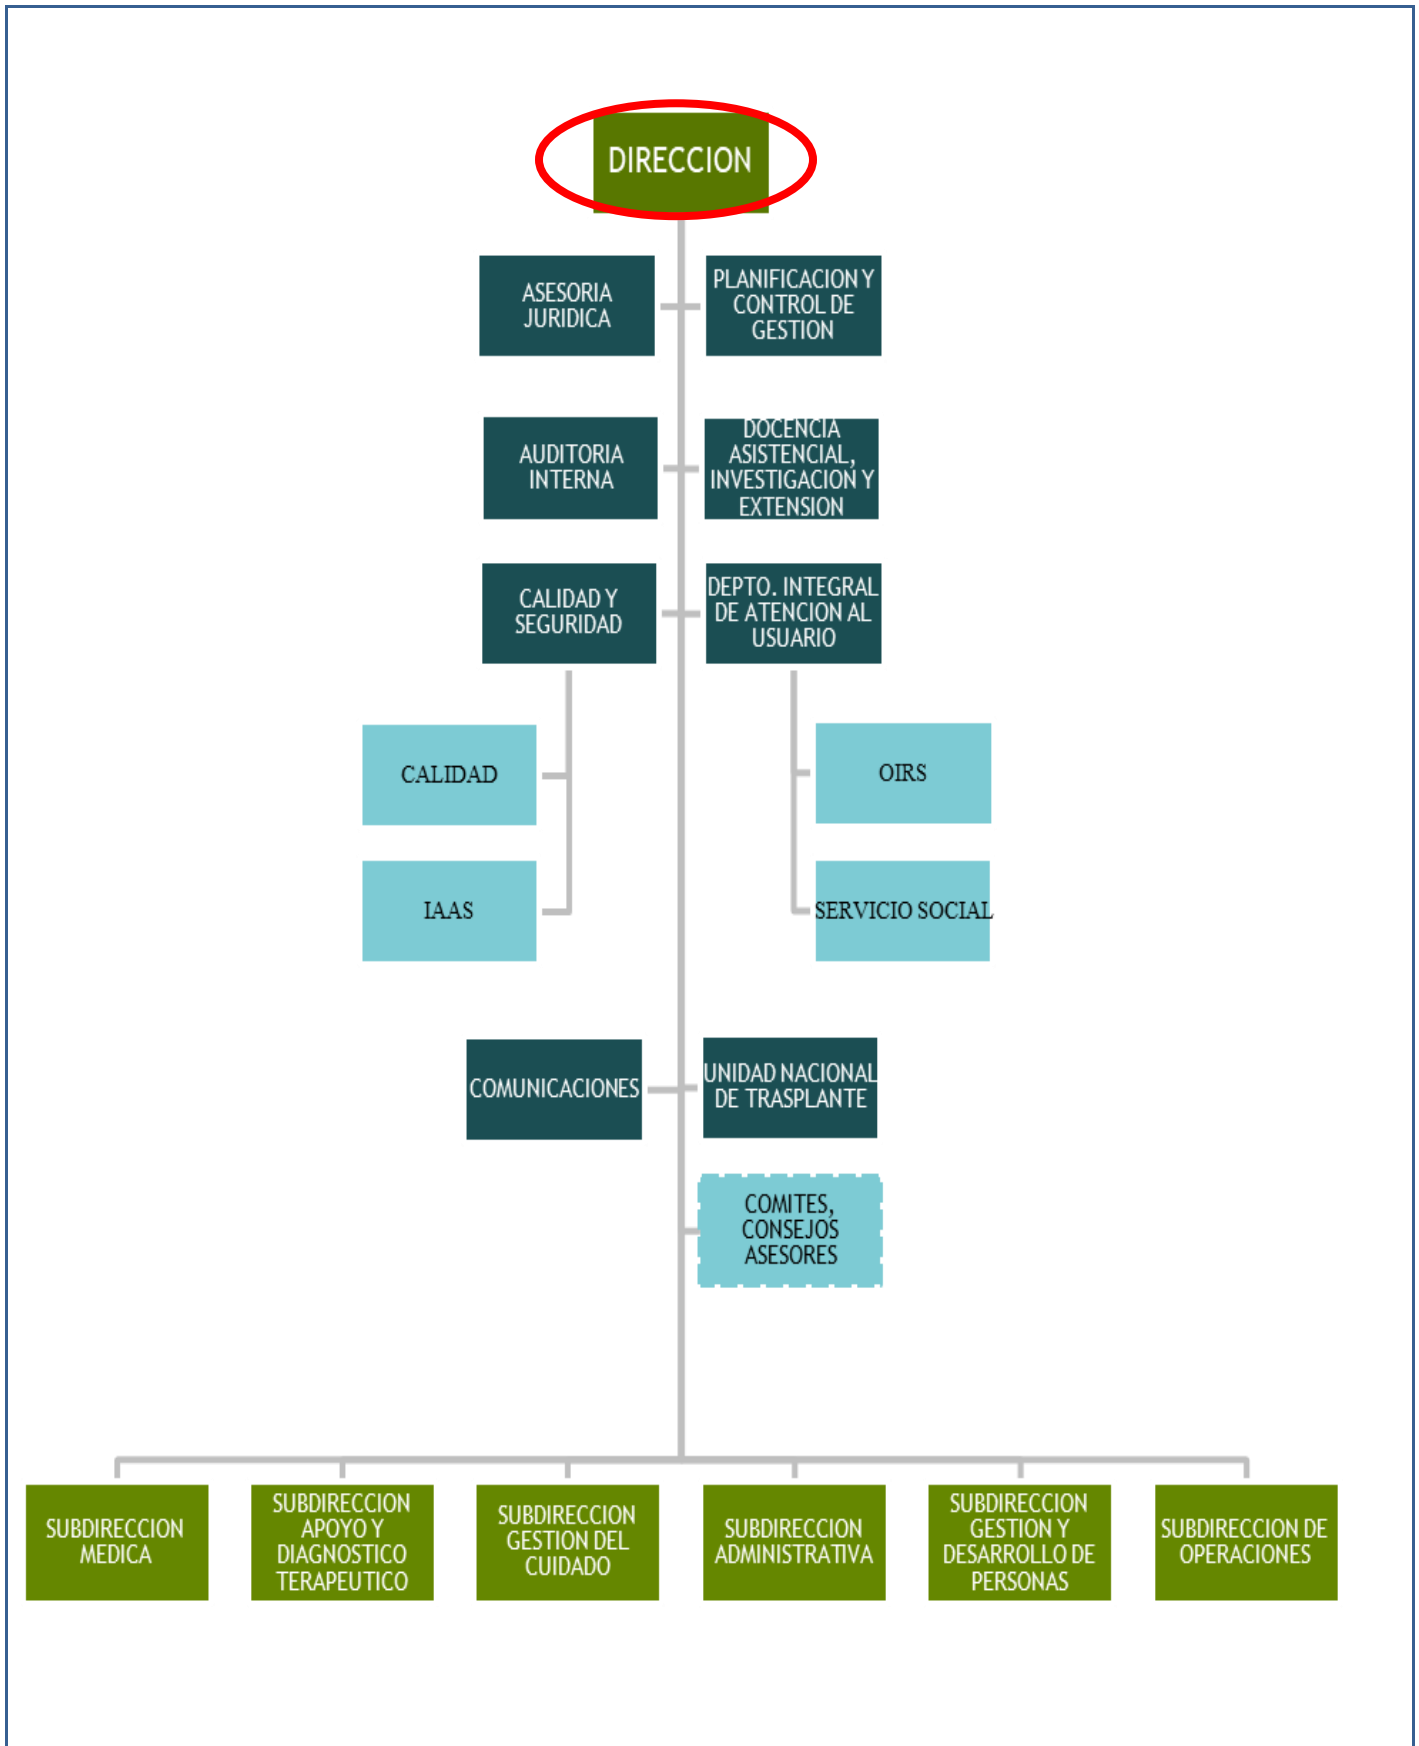 DIRECCION
ASESORIA
JURIDICA
PLANIFICACION Y
CONTROL DE
GESTION
AUDITORIA
INTERNA
DOCENCIA
ASISTENCIAL,
INVESTIGACION Y
EXTENSION
CALIDAD Y
SEGURIDAD
DEPTO. INTEGRAL
DE ATENCION AL
USUARIO
CALIDAD
OIRS
IAAS
SERVICIO SOCIAL
COMUNICACIONES
UNIDAD NACIONAL
DE TRASPLANTE
COMITES,
CONSEJOS
ASESORES
SUBDIRECCION
MEDICA
SUBDIRECCION
APOYO Y
DIAGNOSTICO
TERAPEUTICO
SUBDIRECCION
GESTION DEL
CUIDADO
SUBDIRECCION
ADMINISTRATIVA
SUBDIRECCION
GESTION Y
DESARROLLO DE
PERSONAS
SUBDIRECCION DE
OPERACIONES